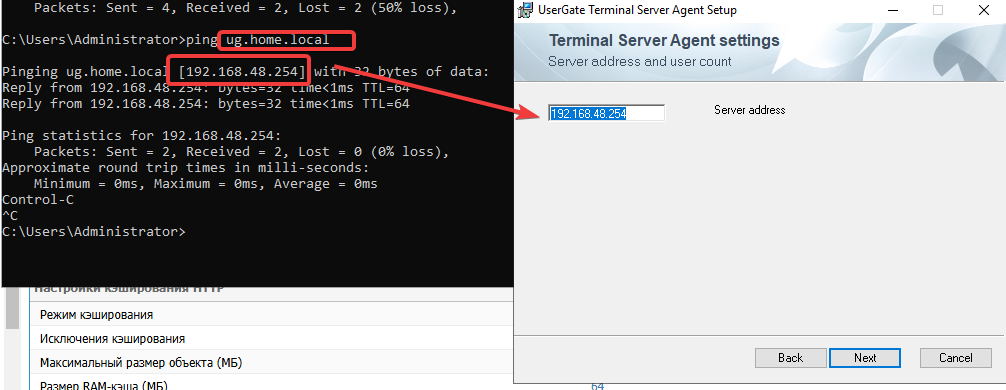 Packets: Sent = 4, Received = 2, Lost = 2 (50% loss),
C:\Users\Administrator>ping ug.home.local
Pinging ug.home.local [192.168.48.254] with 32 bytes of data:
Reply from 192.168.48.254: bytes=32 time<1ms TTL=64
Reply from 192.168.48.254: bytes=32 time<1ms TTL=64
Ping statistics for 192.168.48.254:
Packets: Sent = 2, Received = 2, Lost = 0 (0% loss),
Approximate round trip times in milli-seconds:
Minimum = 0ms, Maximum = 0ms, Average = 0ms
Control-C
^C
C:\Users\Administrator>
Настройки кэширования HTTP
Режим кэширования
Исключения кэширования
Максимальный размер объекта (МБ)
Размер RAM-кэша (МБ)
64
UserGate Terminal Server Agent Setup
Terminal Server Agent settings
Server address and user count
192.168.48.254
Server address
Back
Next
Cancel